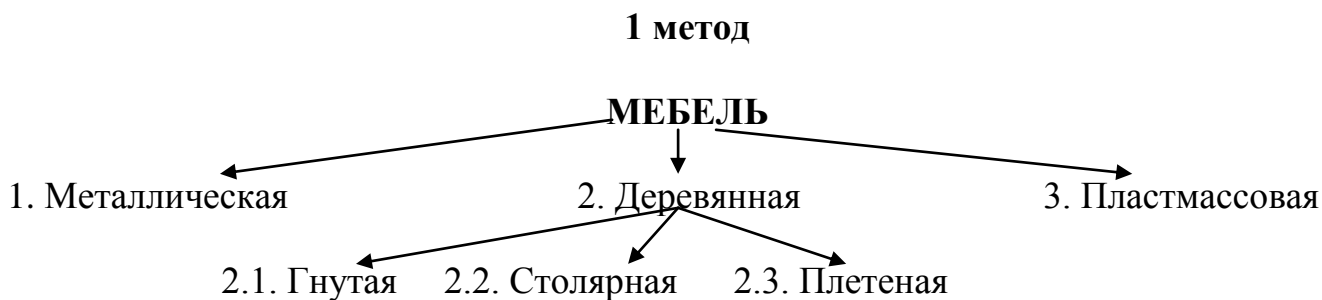 1 метод
МЕБЕЛЬ
1. Металлическая 2. Деревянная 3. Пластмассовая
2.1. Гнутая 2.2. Столярная 2.3. Плетеная